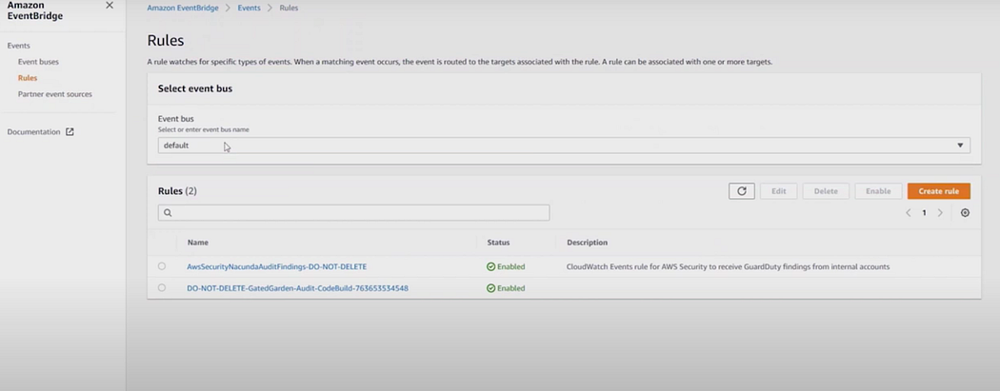 Amazon
EventBridge
Events
Event buses
Rules
Partner event sources
Documentation
Amazon EventBridge > Events > Rules
Rules
A rule watches for specific types of events. When a matching event occurs, the event is routed to the targets associated with the rule. A rule can be associated with one or more targets.
Select event bus
Event bus
Select or enter event bus name
default
Rules (2)
Edit
Delete
Enable
Create rule
1
Name Status Description
AwsSecurityNacundaAuditFindings-DO-NOT-DELETE Enabled CloudWatch Events rule for AWS Security to receive GuardDuty findings from internal accounts
DO-NOT-DELETE-GatedGarden-Audit-CodeBuild-763653534548 Enabled